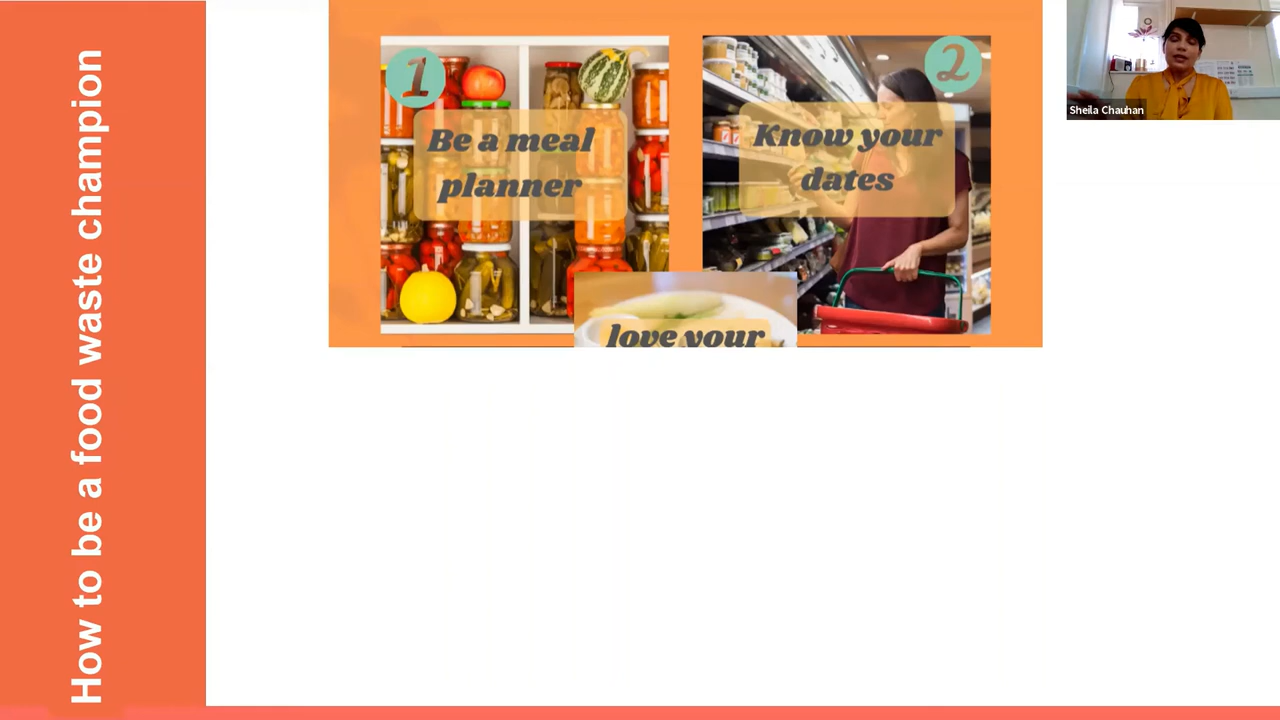 How to be a food waste champion
1
Be a meal
planner
2
Know your
dates
love your
Sheila Chauhan